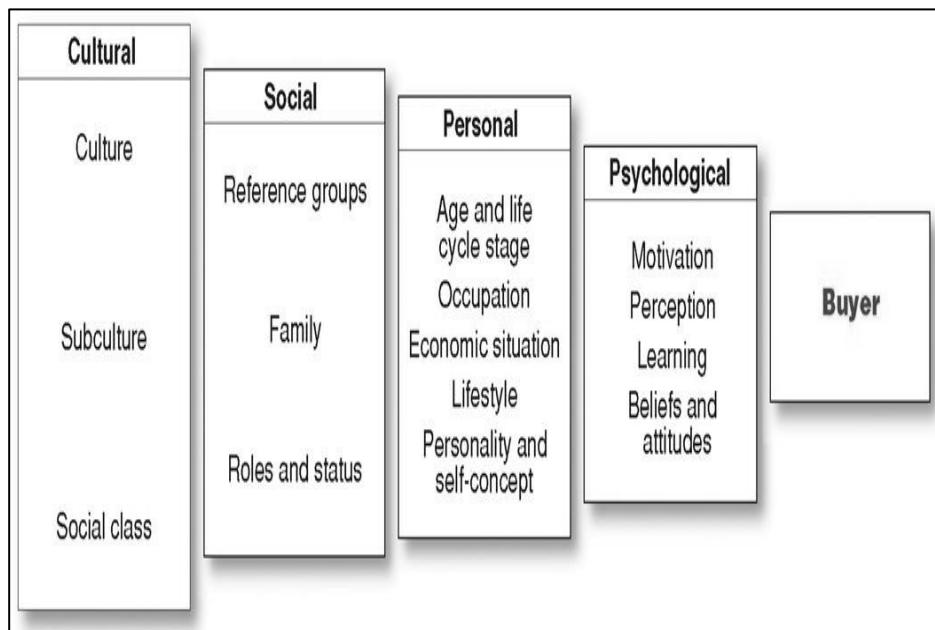 Cultural
Culture
Subculture
Social class
Social
Reference groups
Family
Roles and status
Personal
Age and life
cycle stage
Occupation
Economic situation
Lifestyle
Personality and
self-concept
Psychological
Motivation
Perception
Learning
Beliefs and
attitudes
Buyer